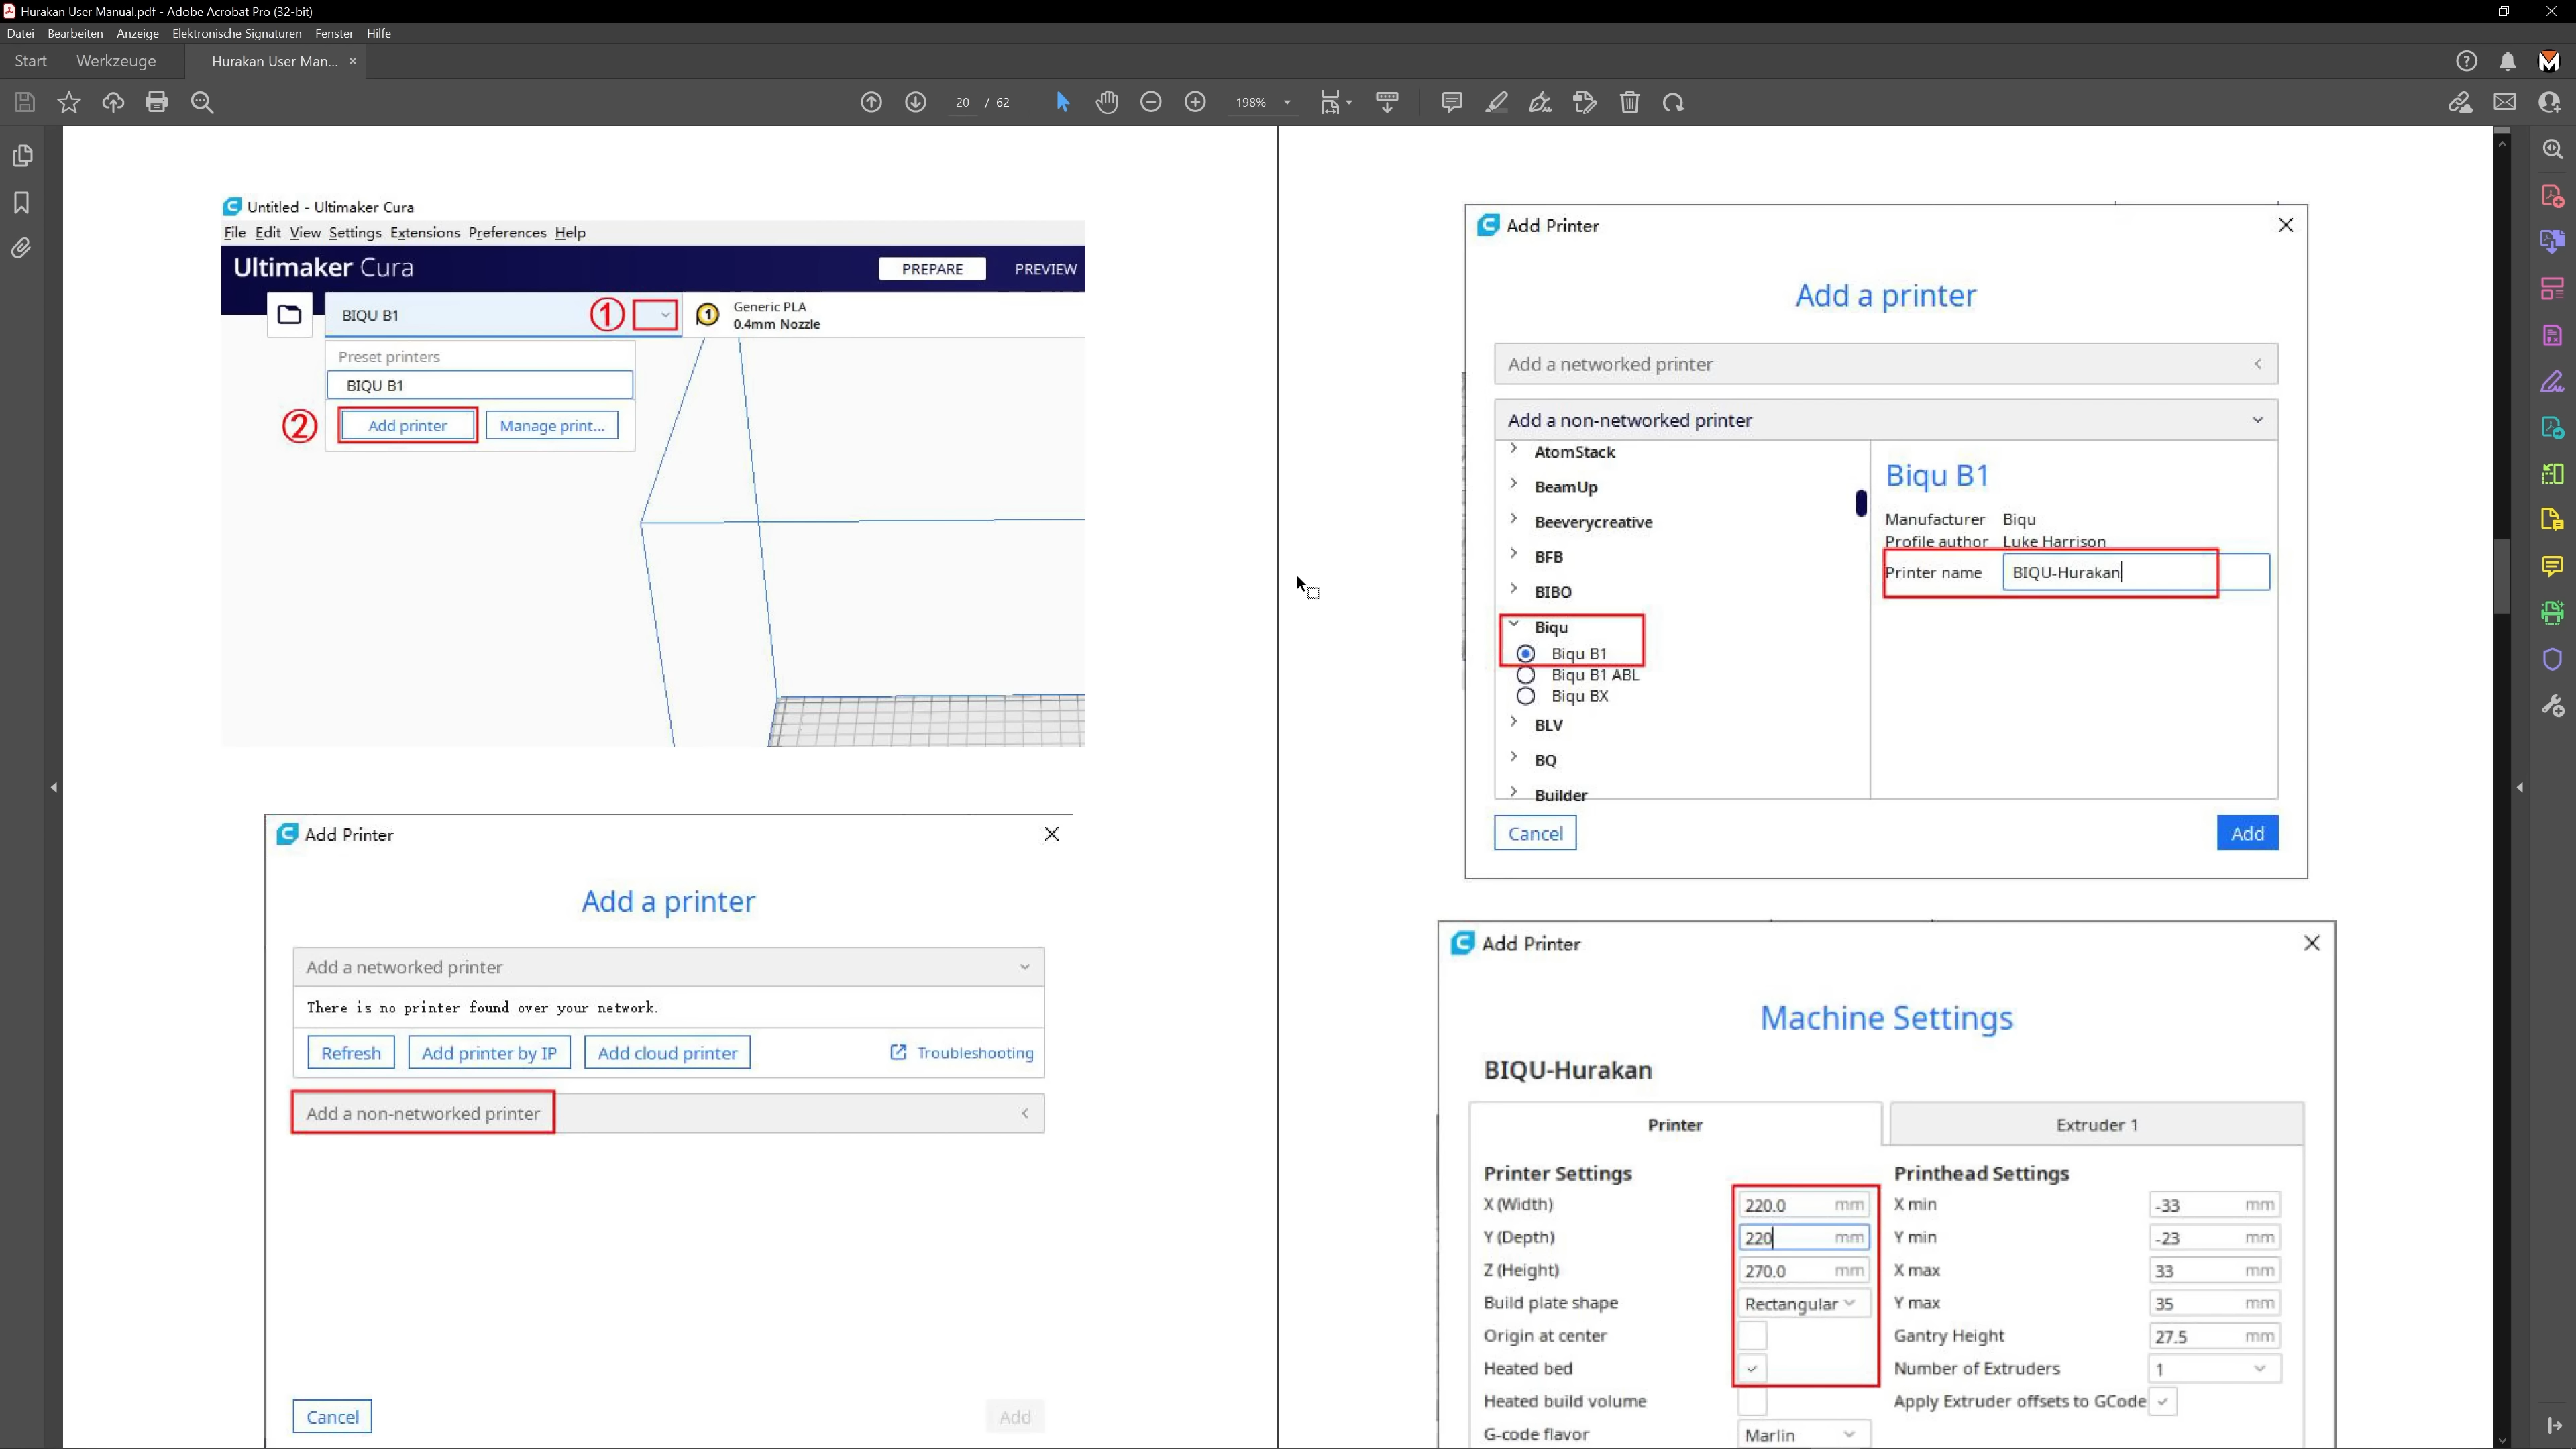 Hurakan User Manual.pdf - Adobe Acrobat Pro (32-bit)
Datei Bearbeiten Anzeige Elektronische Signaturen Fenster Hilfe
Start Werkzeuge Hurakan User Man... ×
20 / 62 198%
Untitled - Ultimaker Cura
File Edit View Settings Extensions Preferences Help
Ultimaker Cura PREPARE PREVIEW
BIQU B1 ① 1 Generic PLA
0.4mm Nozzle
Preset printers
BIQU B1
② Add printer Manage print...
Add Printer
Add a printer
Add a networked printer
There is no printer found over your network.
Refresh Add printer by IP Add cloud printer Troubleshooting
Add a non-networked printer
Cancel Add
Add Printer
Add a printer
Add a networked printer
Add a non-networked printer
AtomStack
BeamUp
Beeverycreative
BFB
BIBO
Biqu
Biqu B1
Biqu B1 ABL
Biqu BX
BLV
BQ
Builder
Biqu B1
Manufacturer Biqu
Profile author Luke Harrison
Printer name BIQU-Hurakan
Cancel Add
Add Printer
Machine Settings
BIQU-Hurakan
Printer Extruder 1
Printer Settings Printhead Settings
X (Width) 220.0 mm X min -33 mm
Y (Depth) 220 mm Y min -23 mm
Z (Height) 270.0 mm X max 33 mm
Build plate shape Rectangular Y max 35 mm
Origin at center Gantry Height 27.5 mm
Heated bed Number of Extruders 1
Heated build volume Apply Extruder offsets to GCode
G-code flavor Marlin